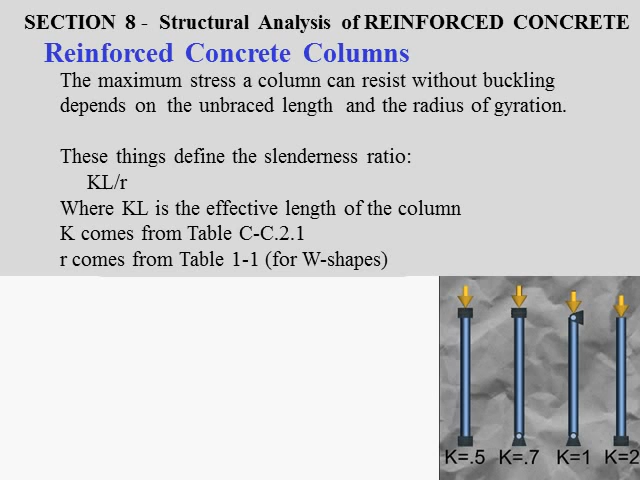 SECTION 8 - Structural Analysis of REINFORCED CONCRETE
Reinforced Concrete Columns
The maximum stress a column can resist without buckling
depends on the unbraced length and the radius of gyration.
These things define the slenderness ratio:
KL/r
Where KL is the effective length of the column
K comes from Table C-C.2.1
r comes from Table 1-1 (for W-shapes)
K=.5 K=.7 K=1 K=2